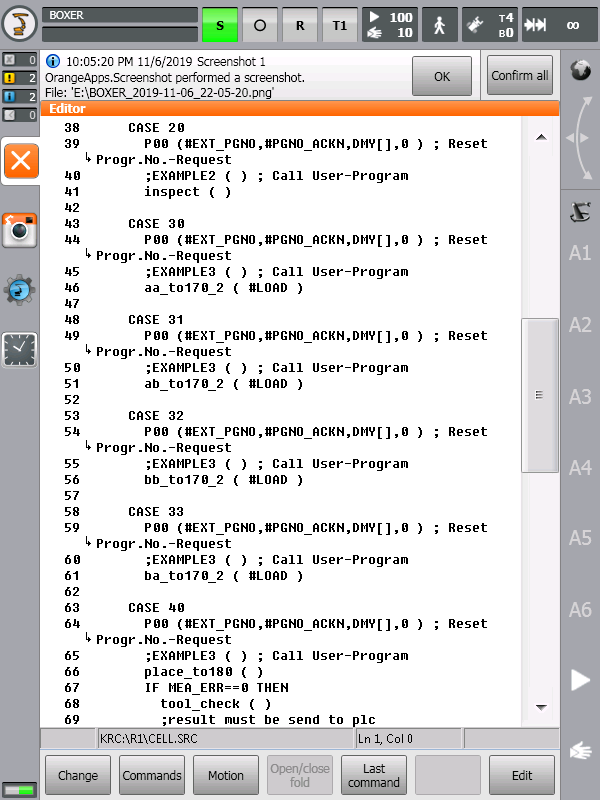 BOXER
S
O
R
T1
100
10
T4
B0
∞
0
2
2
0
10:05:20 PM 11/6/2019 Screenshot 1
OrangeApps.Screenshot performed a screenshot.
File: 'E:\BOXER_2019-11-06_22-05-20.png'
OK
Confirm all
Editor
38 CASE 20
39 P00 (#EXT_PGNO,#PGNO_ACKN,DMY[],0 ) ; Reset
↳ Progr.No.-Request
40 ;EXAMPLE2 ( ) ; Call User-Program
41 inspect ( )
42
43 CASE 30
44 P00 (#EXT_PGNO,#PGNO_ACKN,DMY[],0 ) ; Reset
↳ Progr.No.-Request
45 ;EXAMPLE3 ( ) ; Call User-Program
46 aa_to170_2 ( #LOAD )
47
48 CASE 31
49 P00 (#EXT_PGNO,#PGNO_ACKN,DMY[],0 ) ; Reset
↳ Progr.No.-Request
50 ;EXAMPLE3 ( ) ; Call User-Program
51 ab_to170_2 ( #LOAD )
52
53 CASE 32
54 P00 (#EXT_PGNO,#PGNO_ACKN,DMY[],0 ) ; Reset
↳ Progr.No.-Request
55 ;EXAMPLE3 ( ) ; Call User-Program
56 bb_to170_2 ( #LOAD )
57
58 CASE 33
59 P00 (#EXT_PGNO,#PGNO_ACKN,DMY[],0 ) ; Reset
↳ Progr.No.-Request
60 ;EXAMPLE3 ( ) ; Call User-Program
61 ba_to170_2 ( #LOAD )
62
63 CASE 40
64 P00 (#EXT_PGNO,#PGNO_ACKN,DMY[],0 ) ; Reset
↳ Progr.No.-Request
65 ;EXAMPLE3 ( ) ; Call User-Program
66 place_to180 ( )
67 IF MEA_ERR==0 THEN
68 tool_check ( )
69 ;result must be send to plc
A1
A2
A3
A4
A5
A6
KRC:\R1\CELL.SRC
Ln 1, Col 0
Change
Commands
Motion
Open/close
fold
Last
command
Edit